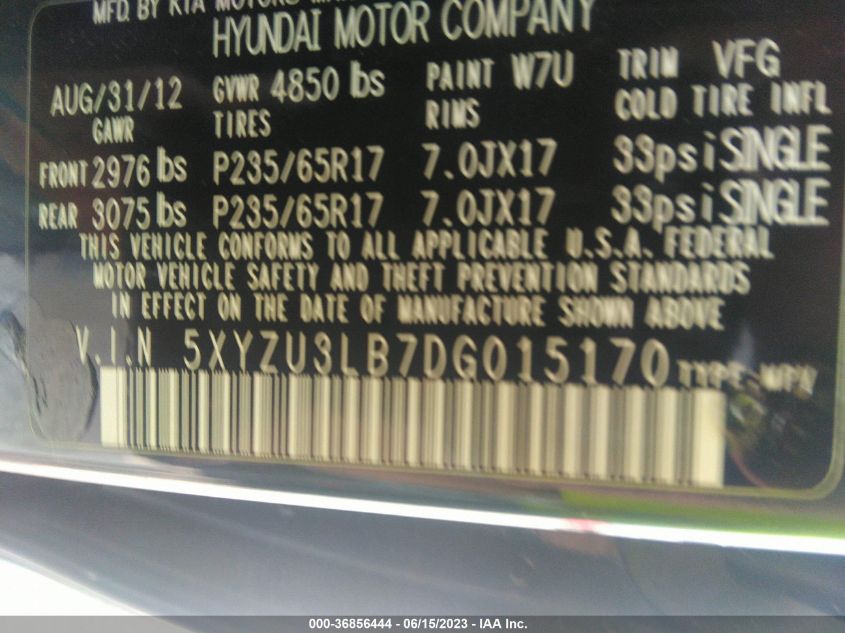 MFD. BY KIA MOTORS
HYUNDAI MOTOR COMPANY
AUG/31/12 GVWR 4850 lbs PAINT W7U TRIM VFG
GAWR TIRES RIMS COLD TIRE INFL
FRONT 2976 lbs P235/65R17 7.0JX17 33psi SINGLE
REAR 3075 lbs P235/65R17 7.0JX17 33psi SINGLE
THIS VEHICLE CONFORMS TO ALL APPLICABLE U.S.A. FEDERAL
MOTOR VEHICLE SAFETY AND THEFT PREVENTION STANDARDS
IN EFFECT ON THE DATE OF MANUFACTURE SHOWN ABOVE
V.I.N 5XYZU3LB7DG015170 TYPE MPV
000-36856444 - 06/15/2023 - IAA Inc.